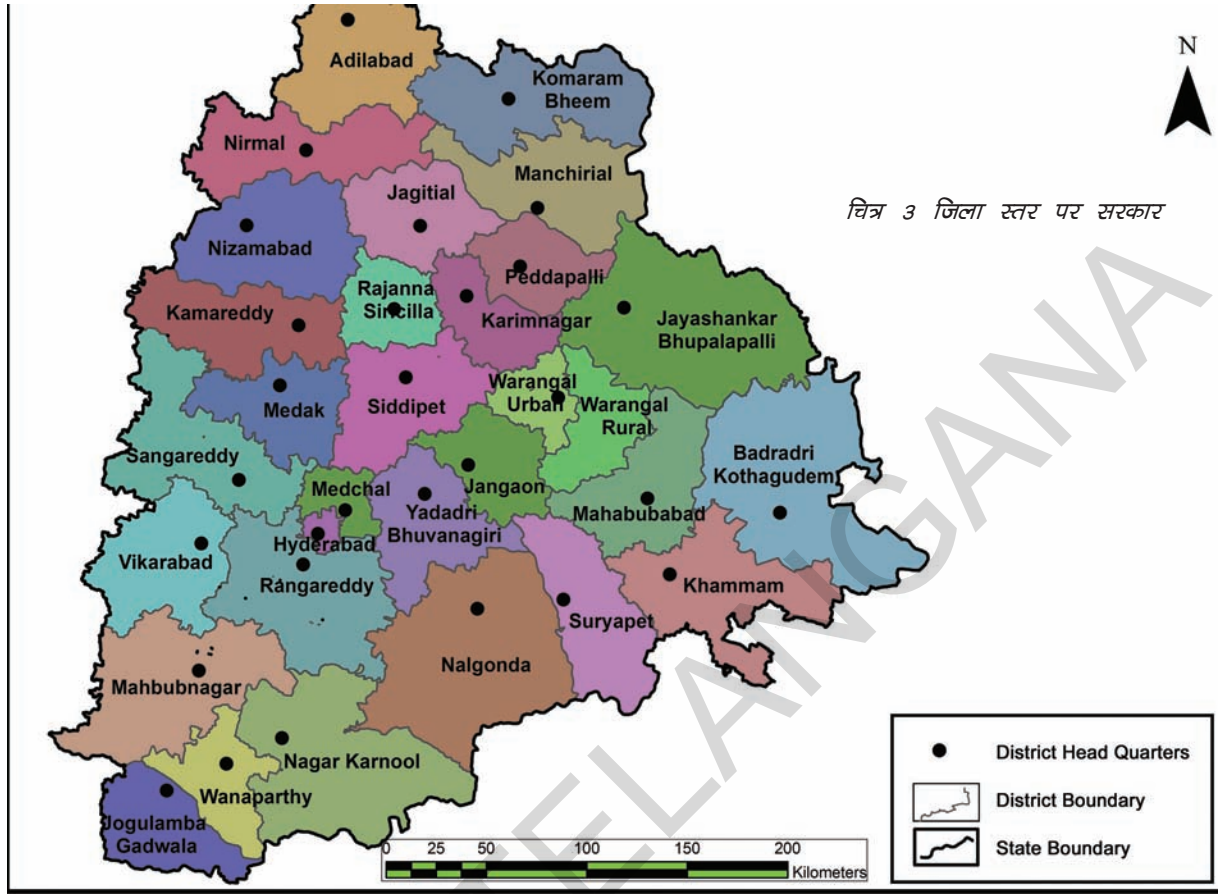 Adilabad
Komaram
Bheem
N
Nirmal
Manchirial
Jagitial
चित्र ३ जिला स्तर पर सरकार
Nizamabad
Peddapalli
Rajanna
Sircilla
Kamareddy
Karimnagar
Jayashankar
Bhupalapalli
Warangal
Urban
Medak
Siddipet
Warangal
Rural
Sangareddy
Badradri
Kothagudem
Medchal
Jangaon
Yadadri
Bhuvanagiri
Mahabubabad
Hyderabad
Vikarabad
Rangareddy
Khammam
Suryapet
Nalgonda
Mahbubnagar
Nagar Karnool
Wanaparthy
Jogulamba
Gadwala
TELANGANA
District Head Quarters
District Boundary
State Boundary
0 25 50 100 150 200
Kilometers